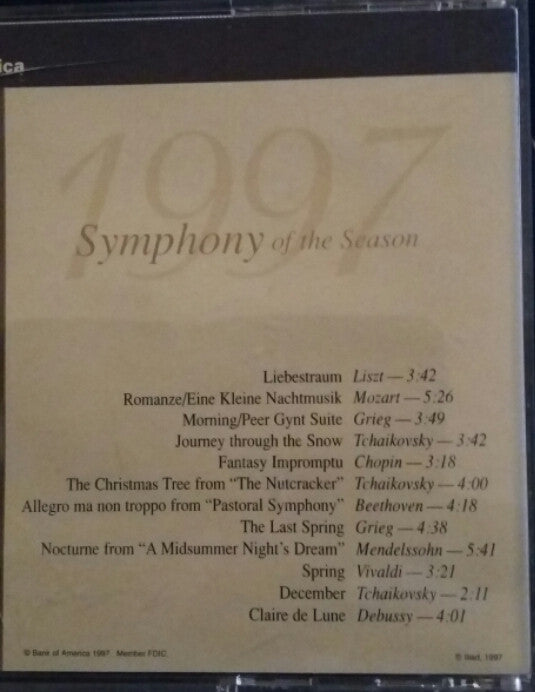 ica
1997
Symphony of the Season
Liebestraum Liszt — 3:42
Romanze/Eine Kleine Nachtmusik Mozart — 5:26
Morning/Peer Gynt Suite Grieg — 3:49
Journey through the Snow Tchaikovsky — 3:42
Fantasy Impromptu Chopin — 3:18
The Christmas Tree from “The Nutcracker” Tchaikovsky — 4:00
Allegro ma non troppo from “Pastoral Symphony” Beethoven — 4:18
The Last Spring Grieg — 4:38
Nocturne from “A Midsummer Night's Dream” Mendelssohn — 5:41
Spring Vivaldi — 3:21
December Tchaikovsky — 2:11
Claire de Lune Debussy — 4:01
© Bank of America 1997 Member FDIC. © Iliad, 1997